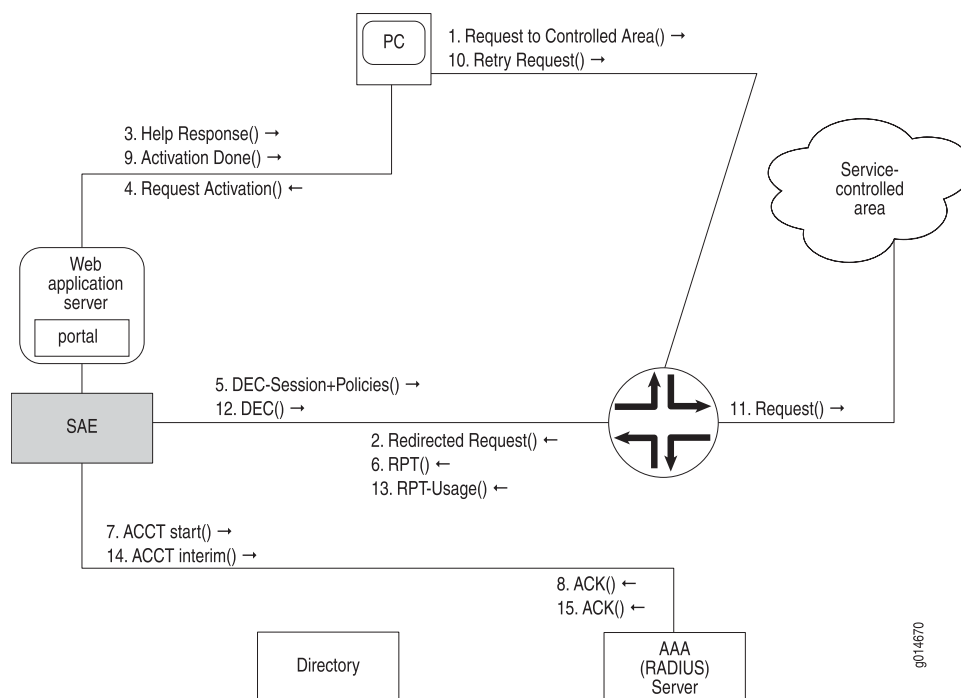 PC
1. Request to Controlled Area() →
10. Retry Request() →
3. Help Response() →
9. Activation Done() →
4. Request Activation() ←
Service-
controlled
area
Web
application
server
portal
5. DEC-Session+Policies() →
12. DEC() →
SAE
11. Request() →
2. Redirected Request() ←
6. RPT() ←
13. RPT-Usage() ←
7. ACCT start() →
14. ACCT interim() →
8. ACK() ←
15. ACK() ←
Directory
AAA
(RADIUS)
Server
g014670